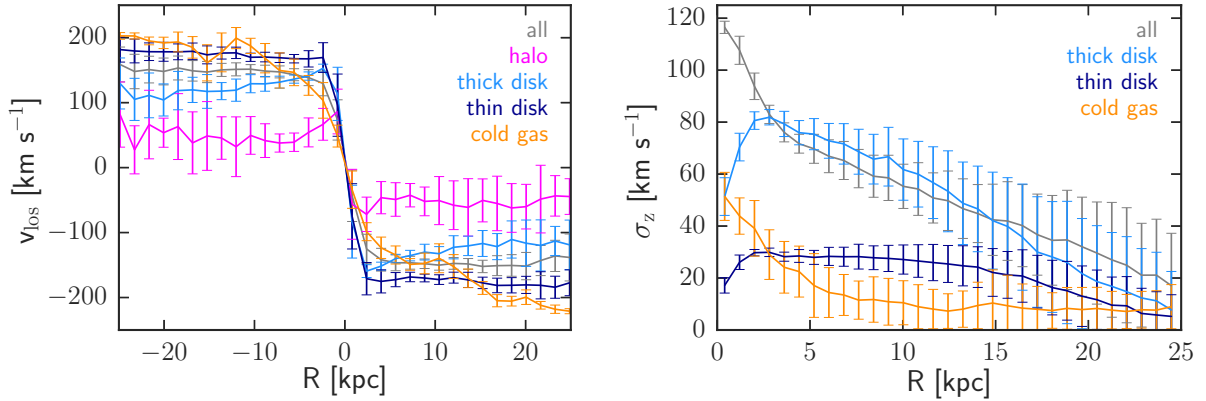 200
100
0
−100
−200
v_los [km s⁻¹]
−20 −10 0 10 20
R [kpc]
all
halo
thick disk
thin disk
cold gas
120
100
80
60
40
20
0
σ_z [km s⁻¹]
0 5 10 15 20 25
R [kpc]
all
thick disk
thin disk
cold gas